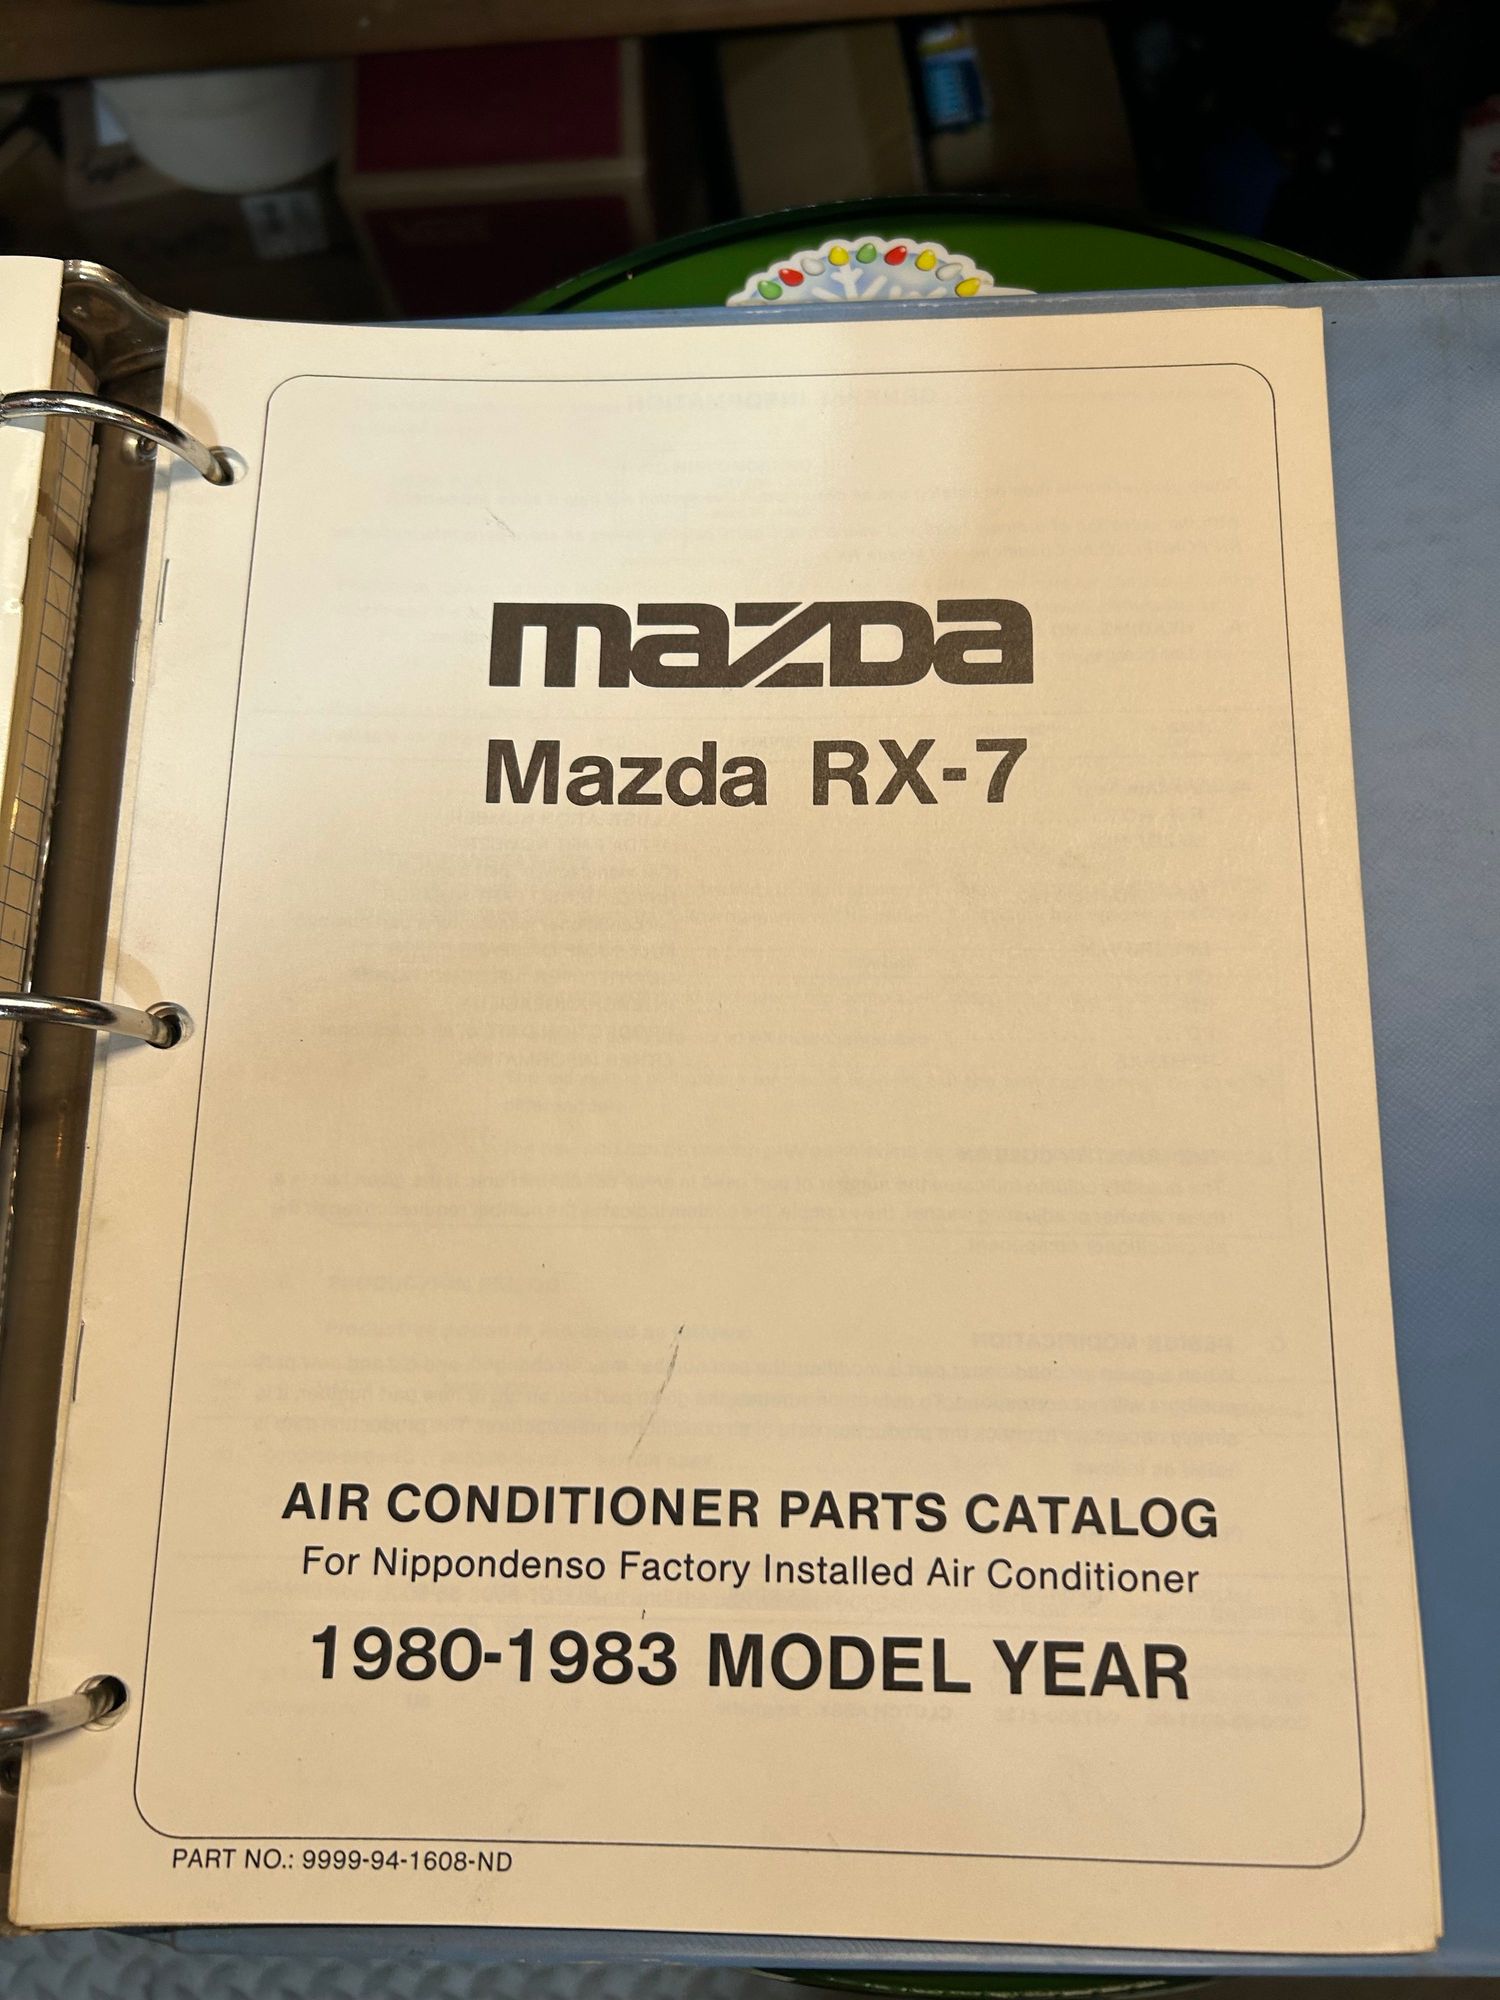 mazda
Mazda RX-7
AIR CONDITIONER PARTS CATALOG
For Nippondenso Factory Installed Air Conditioner
1980-1983 MODEL YEAR
PART NO.: 9999-94-1608-ND